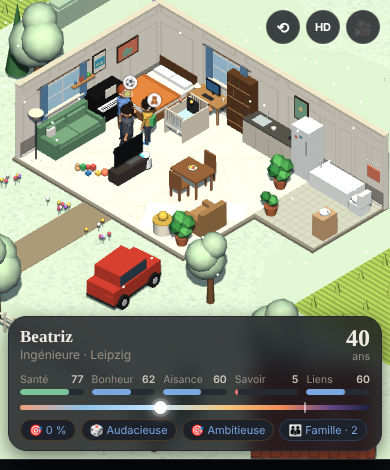 HD
Beatriz
40
Ingénieure · Leipzig
ans
Santé 77 Bonheur 62 Aisance 60 Savoir 5 Liens 60
0 % Audacieuse Ambitieuse Famille · 2